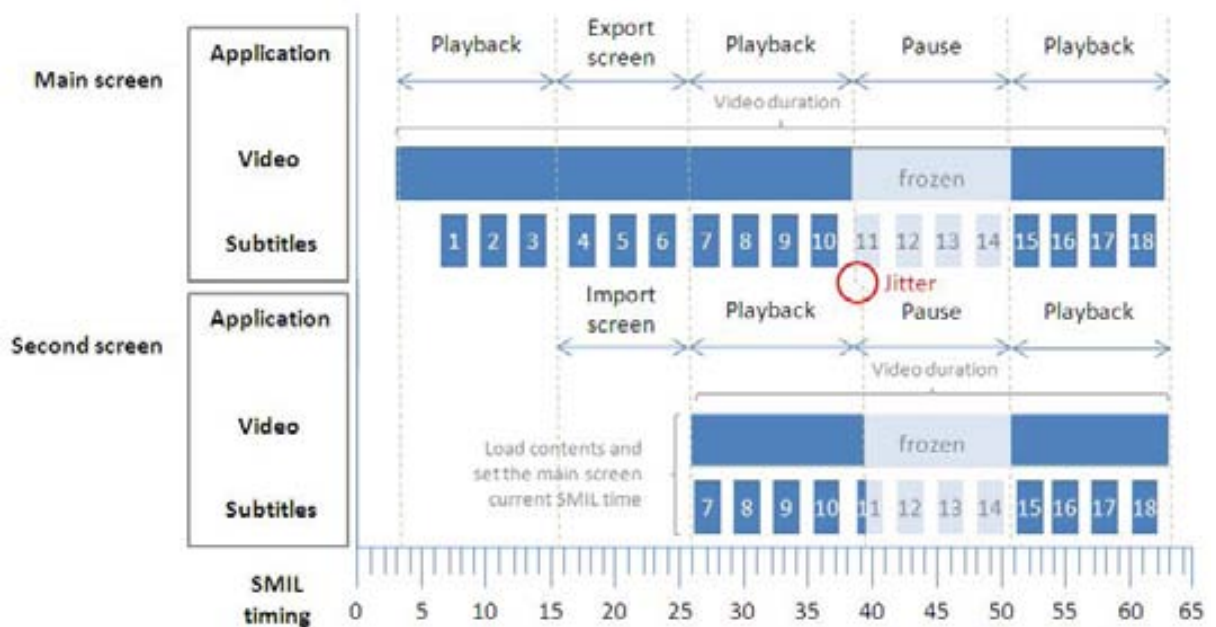 Main screen
Application
Playback
Export
screen
Playback
Pause
Playback
Video duration
Video
frozen
Subtitles
1 2 3 4 5 6 7 8 9 10 11 12 13 14 15 16 17 18
Jitter
Second screen
Application
Import
screen
Playback
Pause
Playback
Video duration
Video
frozen
Load contents and
set the main screen
current SMIL time
Subtitles
7 8 9 10 11 12 13 14 15 16 17 18
SMIL
timing
0 5 10 15 20 25 30 35 40 45 50 55 60 65